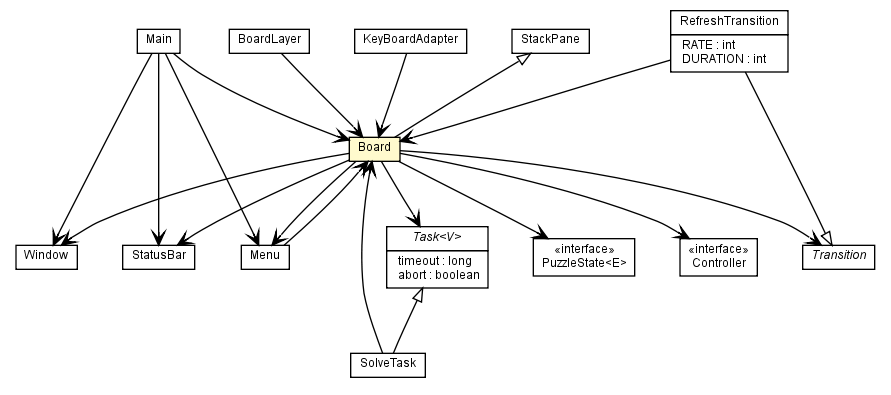 Main
BoardLayer
KeyBoardAdapter
StackPane
RefreshTransition
RATE : int
DURATION : int
Board
Window
StatusBar
Menu
Task<V>
timeout : long
abort : boolean
«interface»
PuzzleState<E>
«interface»
Controller
Transition
SolveTask